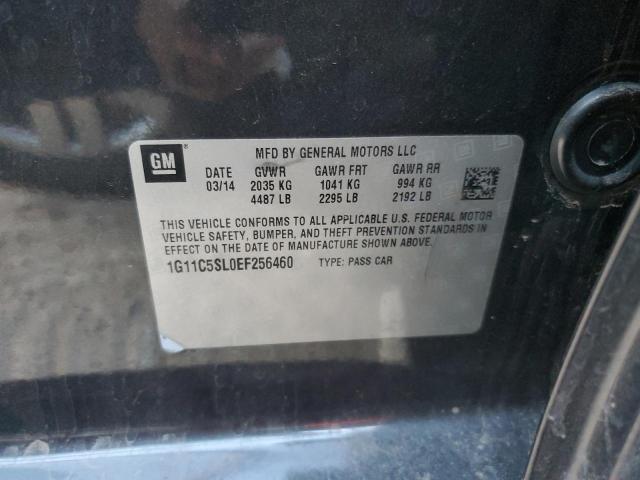 GM
MFD BY GENERAL MOTORS LLC
DATE GVWR GAWR FRT GAWR RR
03/14 2035 KG 1041 KG 994 KG
4487 LB 2295 LB 2192 LB
THIS VEHICLE CONFORMS TO ALL APPLICABLE U.S. FEDERAL MOTOR
VEHICLE SAFETY, BUMPER, AND THEFT PREVENTION STANDARDS IN
EFFECT ON THE DATE OF MANUFACTURE SHOWN ABOVE.
1G11C5SL0EF256460 TYPE: PASS CAR